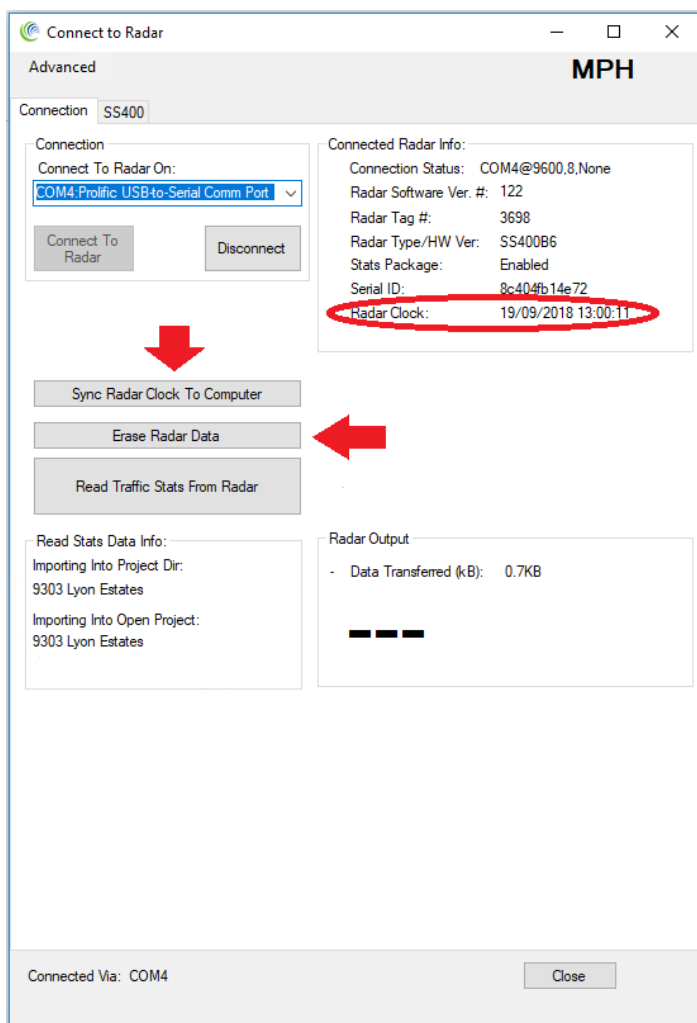 Connect to Radar
Advanced
MPH
Connection
SS400
Connection
Connect To Radar On:
COM4:Prolific USB-to-Serial Comm Port
Connect To
Radar
Disconnect
Connected Radar Info:
Connection Status: COM4@9600,8,None
Radar Software Ver. #: 122
Radar Tag #: 3698
Radar Type/HW Ver: SS400B6
Stats Package: Enabled
Serial ID: 8c404fb14e72
Radar Clock: 19/09/2018 13:00:11
Sync Radar Clock To Computer
Erase Radar Data
Read Traffic Stats From Radar
Read Stats Data Info:
Importing Into Project Dir:
9303 Lyon Estates
Importing Into Open Project:
9303 Lyon Estates
Radar Output
- Data Transferred (kB): 0.7KB
---
Connected Via: COM4
Close